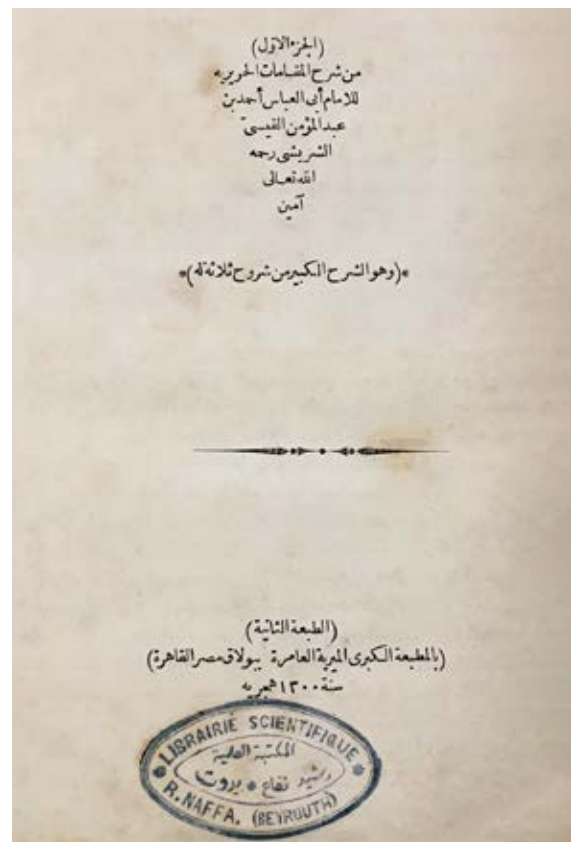 (الجزء الاول)
من شرح المقامات الحريريه
للامام أبى العباس أحمد بن
عبد المؤمن القيسى
الشريشى رحمه
الله تعالى
آمين
*(وهو الشرح الكبير من شروح ثلاثة له)*
(الطبعة الثانية)
(بالمطبعة الكبرى الميرية العامرة ببولاق مصر القاهرة)
سنة ١٣٠٠ هجريه
LIBRAIRIE SCIENTIFIQUE
المكتبة العلمية
رشيد نفاع * بيروت
R. NAFFA. (BEYROUTH)